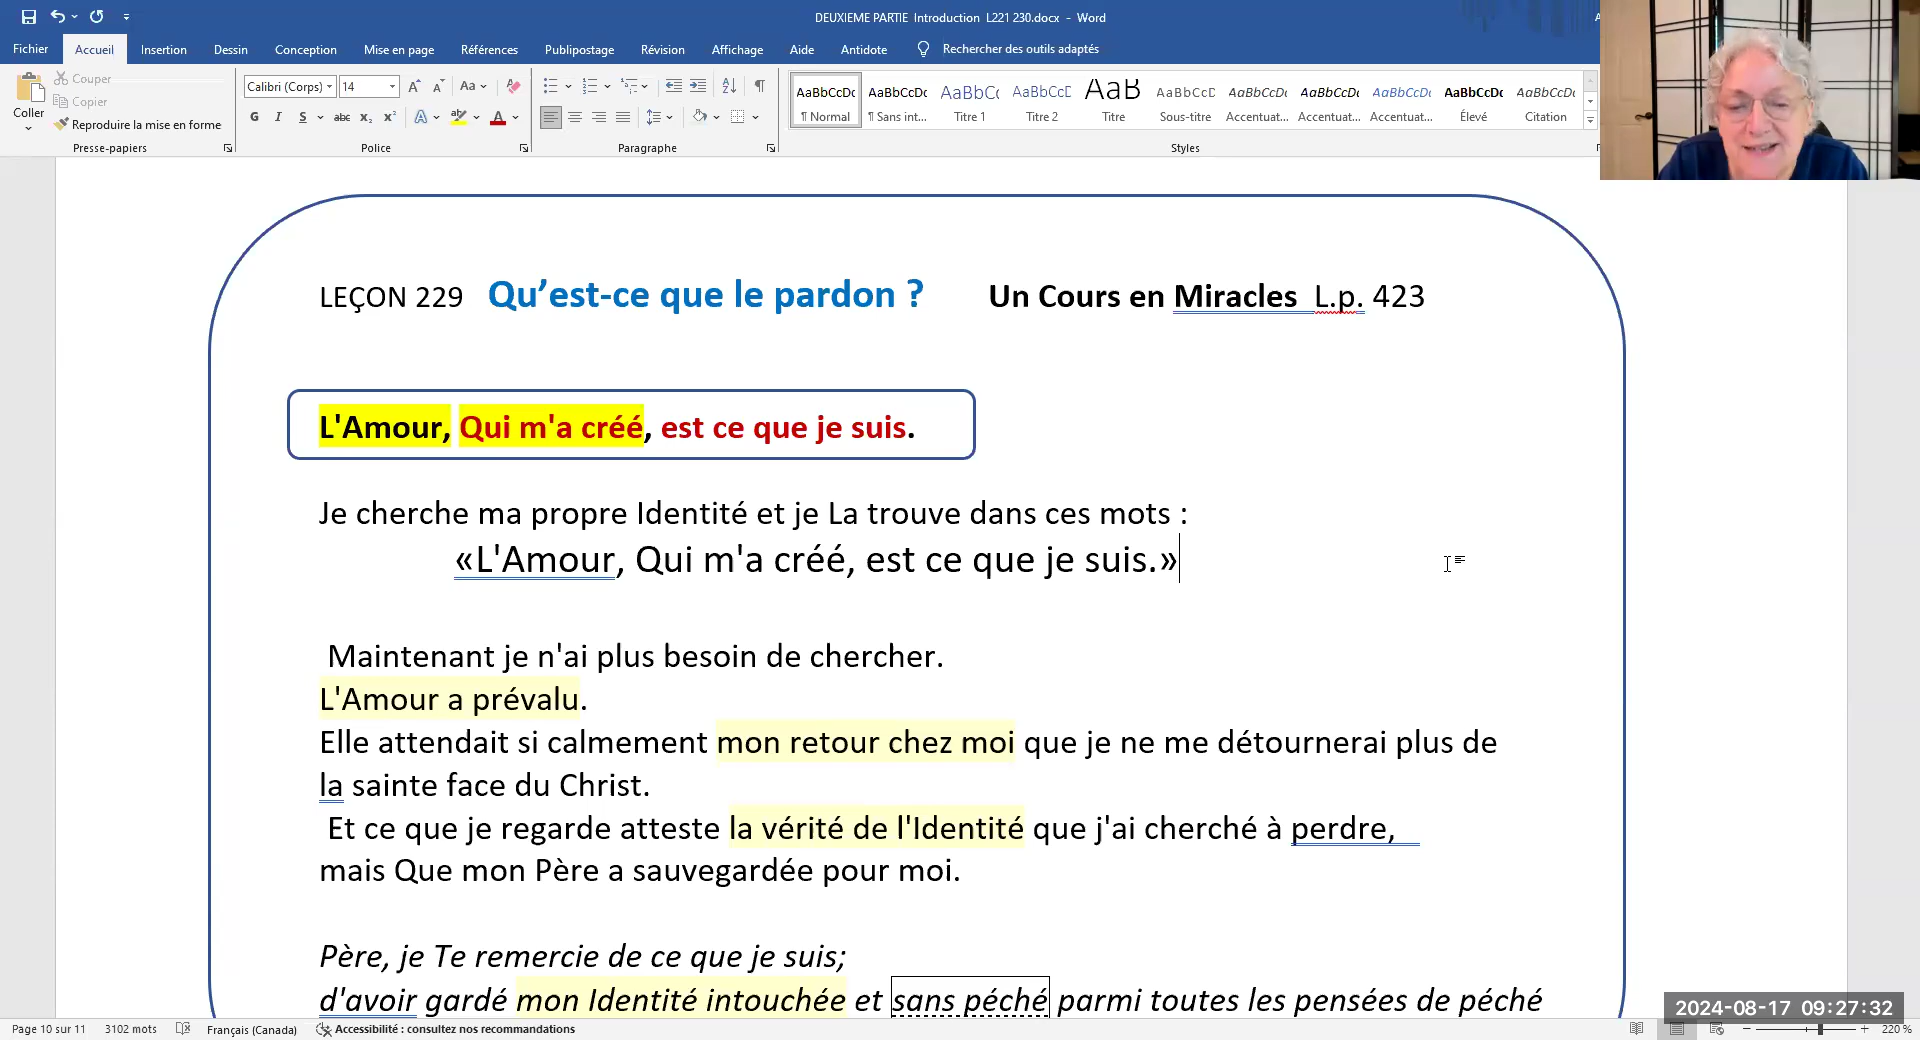 DEUXIEME PARTIE Introduction L221 230.docx - Word
Fichier Accueil Insertion Dessin Conception Mise en page Références Publipostage Révision Affichage Aide Antidote Rechercher des outils adaptés
Coller
Couper
Copier
Reproduire la mise en forme
Presse-papiers
Calibri (Corps) 14
Aa
G I S abc x₂ x² A A
Police
Paragraphe
AaBbCcDc AaBbCcDc AaBbCc AaBbCcD AaB AaBbCcD AaBbCcDc AaBbCcDc AaBbCcDc AaBbCcDc AaBbCcDc
¶ Normal ¶ Sans int... Titre 1 Titre 2 Titre Sous-titre Accentuat... Accentuat... Accentuat... Élevé Citation
Styles
LEÇON 229 Qu’est-ce que le pardon ? Un Cours en Miracles L.p. 423
L'Amour, Qui m'a créé, est ce que je suis.
Je cherche ma propre Identité et je La trouve dans ces mots :
«L'Amour, Qui m'a créé, est ce que je suis.»
Maintenant je n'ai plus besoin de chercher.
L'Amour a prévalu.
Elle attendait si calmement mon retour chez moi que je ne me détournerai plus de
la sainte face du Christ.
Et ce que je regarde atteste la vérité de l'Identité que j'ai cherché à perdre,
mais Que mon Père a sauvegardée pour moi.
Père, je Te remercie de ce que je suis;
d'avoir gardé mon Identité intouchée et sans péché parmi toutes les pensées de péché
2024-08-17 09:27:32
Page 10 sur 11 3102 mots Français (Canada) Accessibilité : consultez nos recommandations 220 %